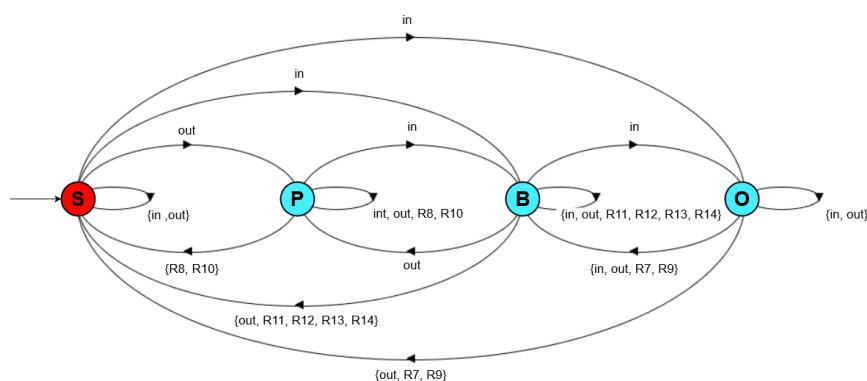 in
in
out
in
in
S
P
B
O
{in ,out}
int, out, R8, R10
{in, out, R11, R12, R13, R14}
{in, out}
{R8, R10}
out
{in, out, R7, R9}
{out, R11, R12, R13, R14}
{out, R7, R9}